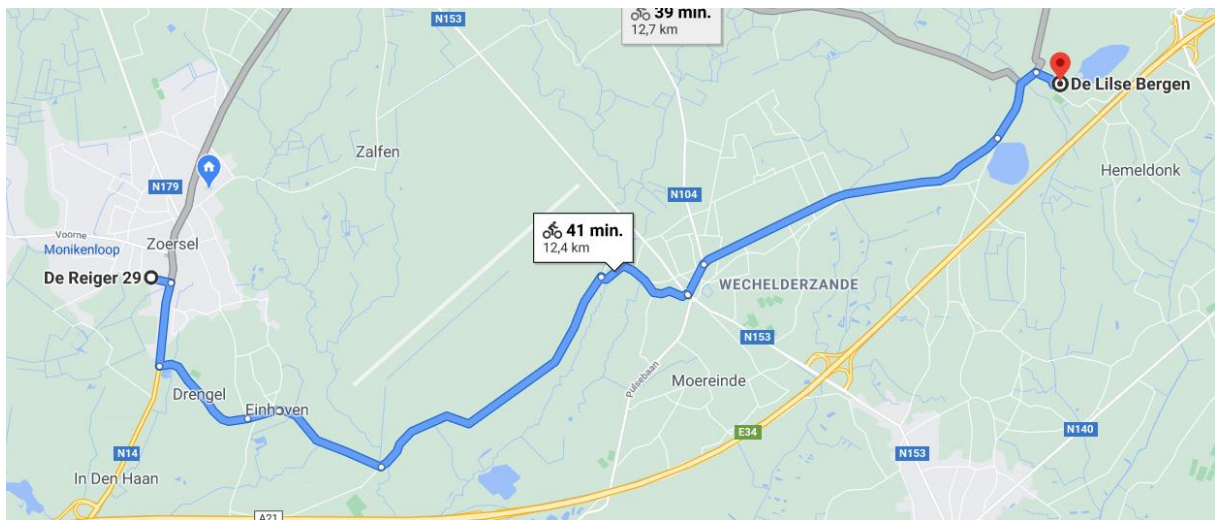 N153
39 min.
12,7 km
De Lilse Bergen
Zalfen
Hemeldonk
N179
N104
Voorne
Monikenloop
Zoersel
41 min.
12,4 km
De Reiger 29
WECHELDERZANDE
N153
Pulsebaan
Moereinde
Drengel
Einhoven
E34
N140
N14
N153
In Den Haan
A21